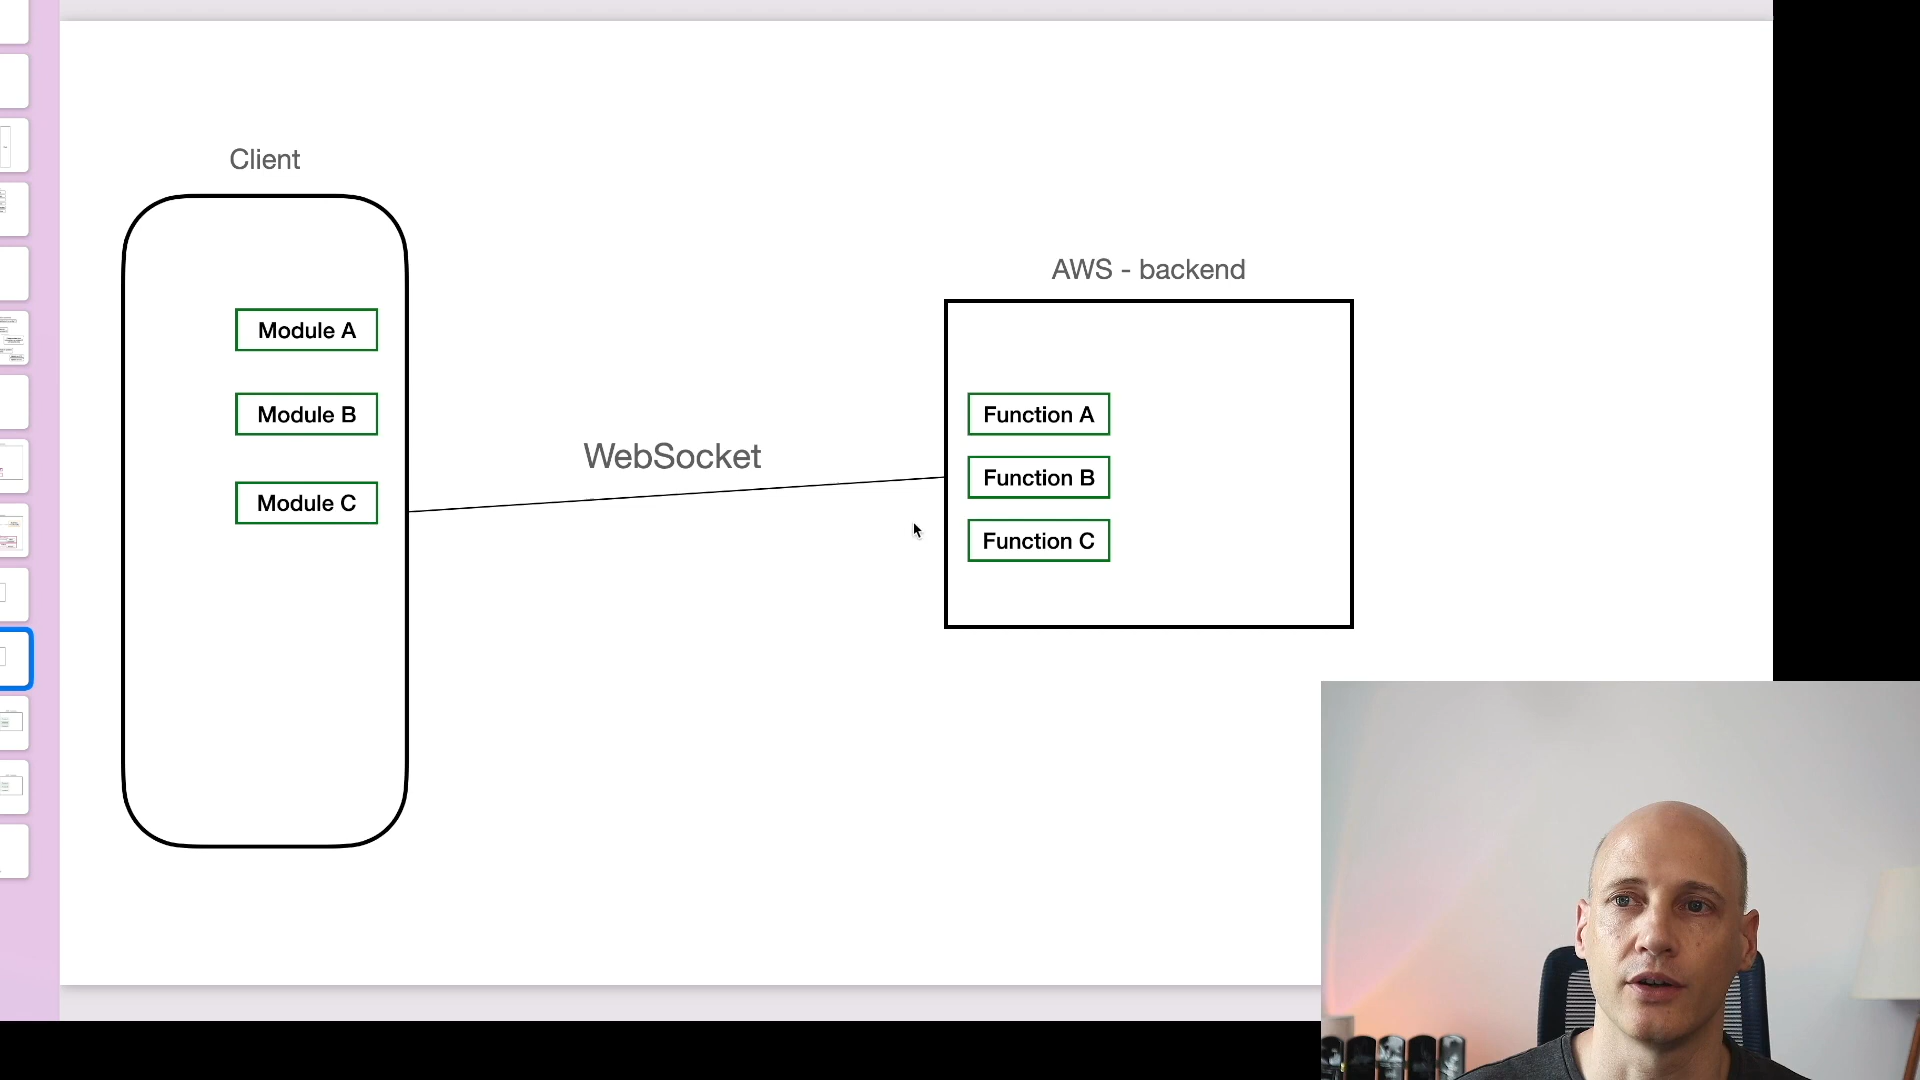 Client
Module A
Module B
Module C
WebSocket
AWS - backend
Function A
Function B
Function C